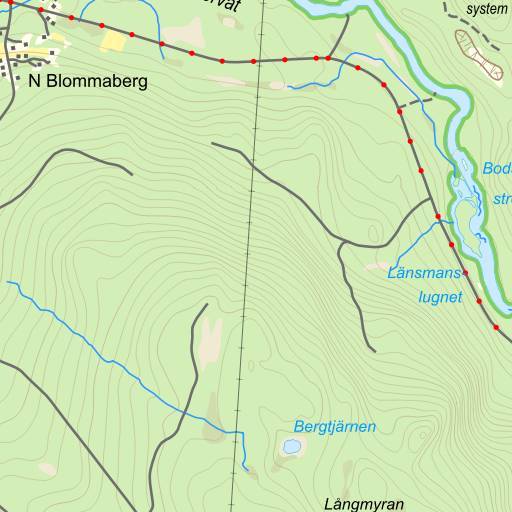 system
N Blommaberg
Länsmans-
lugnet
Bergtjärnen
Långmyran